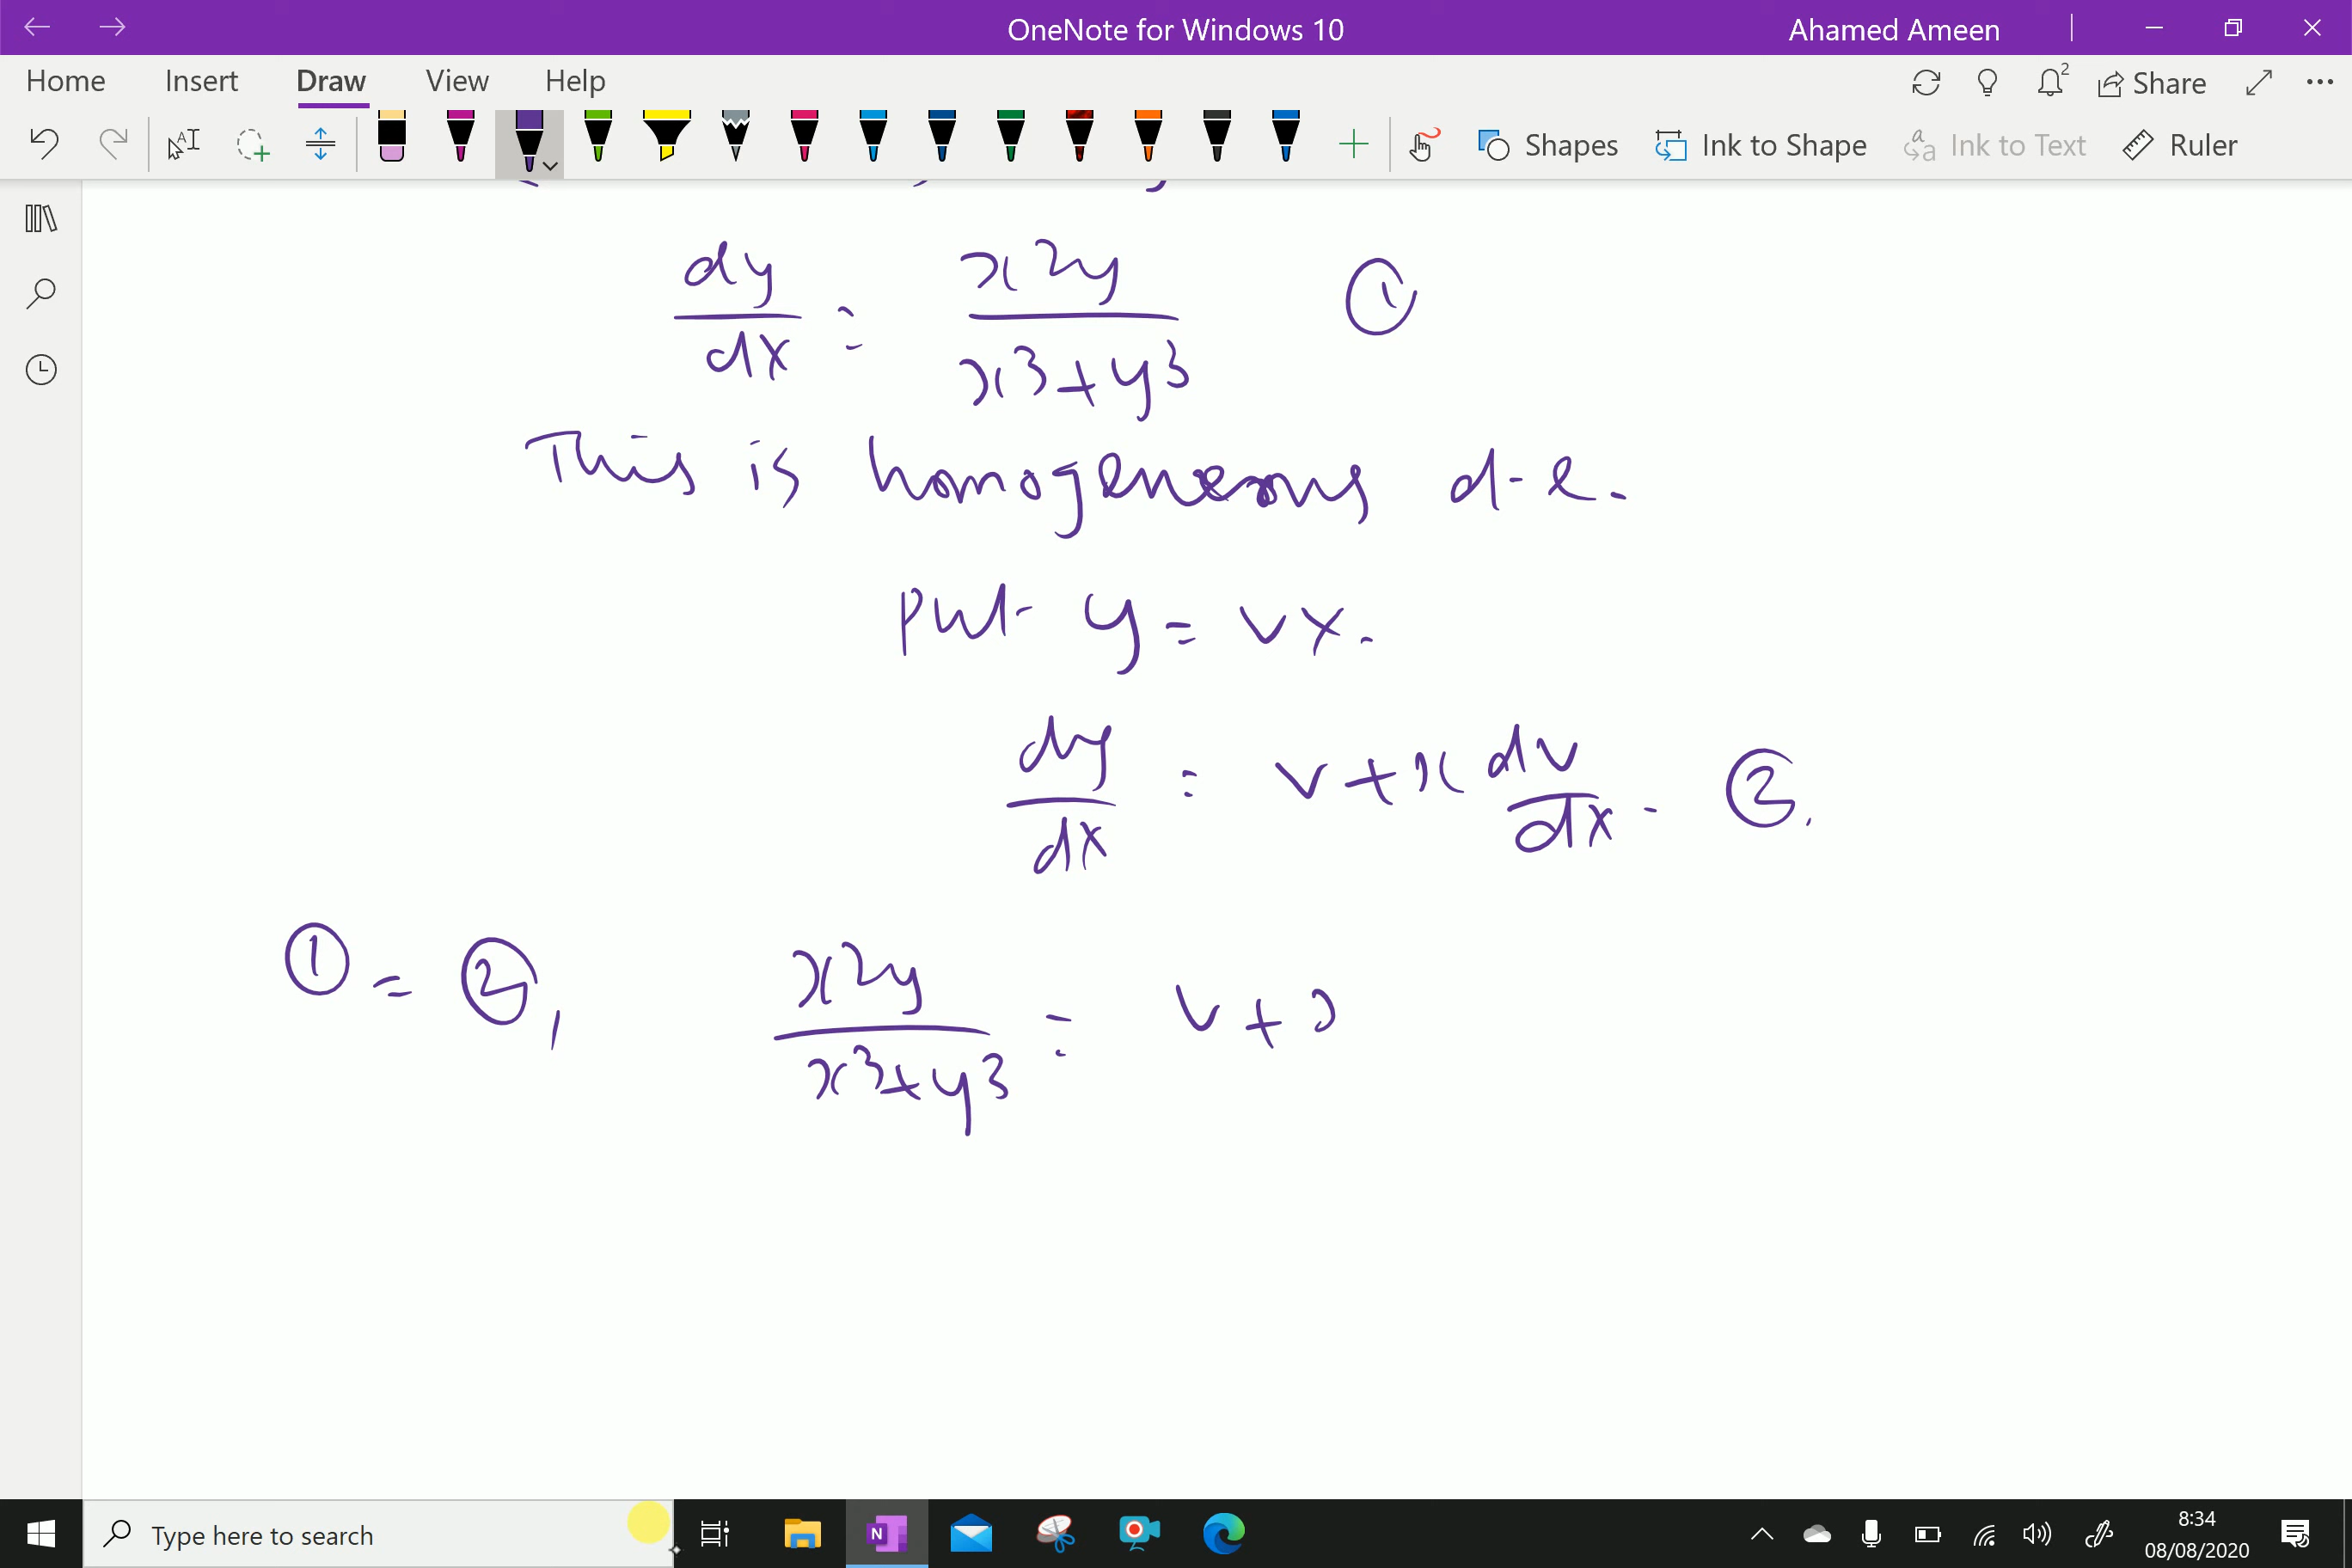 OneNote for Windows 10
Ahamed Ameen
Home Insert Draw View Help
2 Share
Shapes Ink to Shape Ink to Text Ruler
dy/dx = x²y/x³+y³ ①
This is homogeneous d-e.
Put y = vx.
dy/dx = v+x dv/dx - ②.
① = ②, x²y/x³+y³ = v+
Type here to search
8:34
08/08/2020